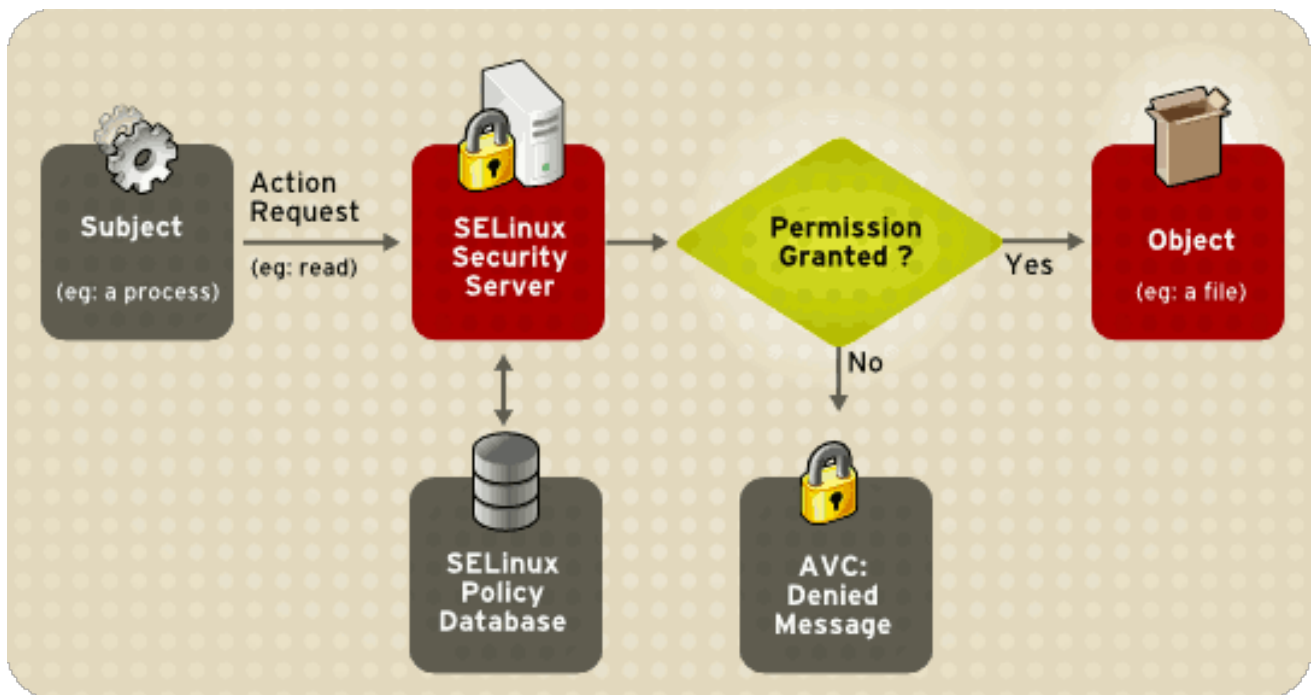 Subject
(eg: a process)
Action
Request
(eg: read)
SELinux
Security
Server
Permission
Granted ?
Yes
Object
(eg: a file)
No
SELinux
Policy
Database
AVC:
Denied
Message